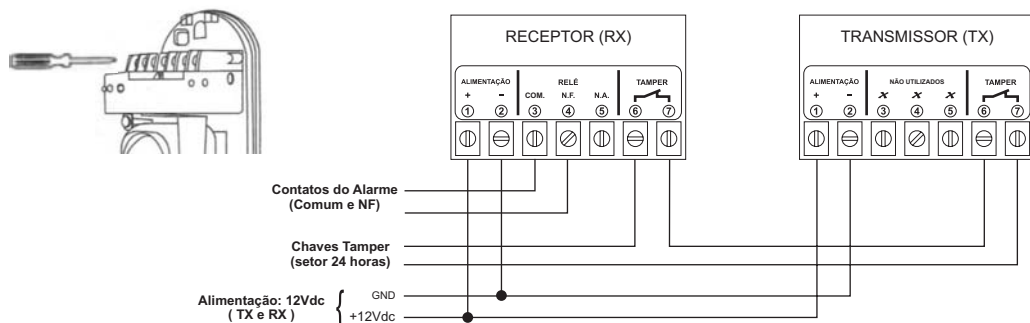 RECEPTOR (RX)
ALIMENTAÇÃO RELÊ TAMPER
+ - COM. N.F. N.A.
1 2 3 4 5 6 7
TRANSMISSOR (TX)
ALIMENTAÇÃO NÃO UTILIZADOS TAMPER
+ - x x x
1 2 3 4 5 6 7
Contatos do Alarme
(Comum e NF)
Chaves Tamper
(setor 24 horas)
Alimentação: 12Vdc
( TX e RX )
GND
+12Vdc